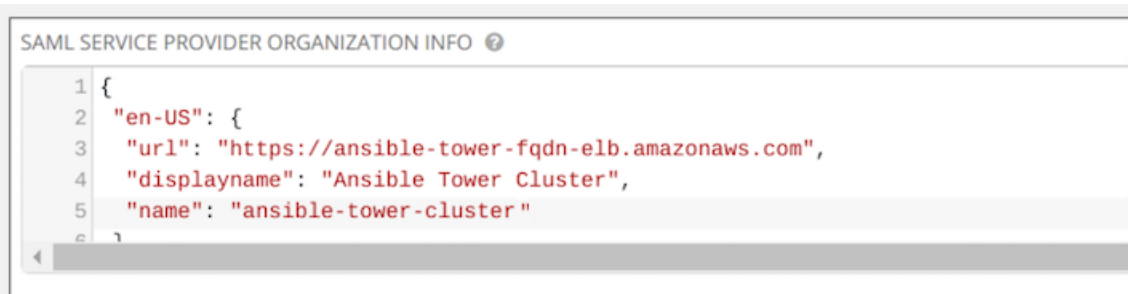 SAML SERVICE PROVIDER ORGANIZATION INFO ?
1 {
2 "en-US": {
3 "url": "https://ansible-tower-fqdn-elb.amazonaws.com",
4 "displayname": "Ansible Tower Cluster",
5 "name": "ansible-tower-cluster"
6 }